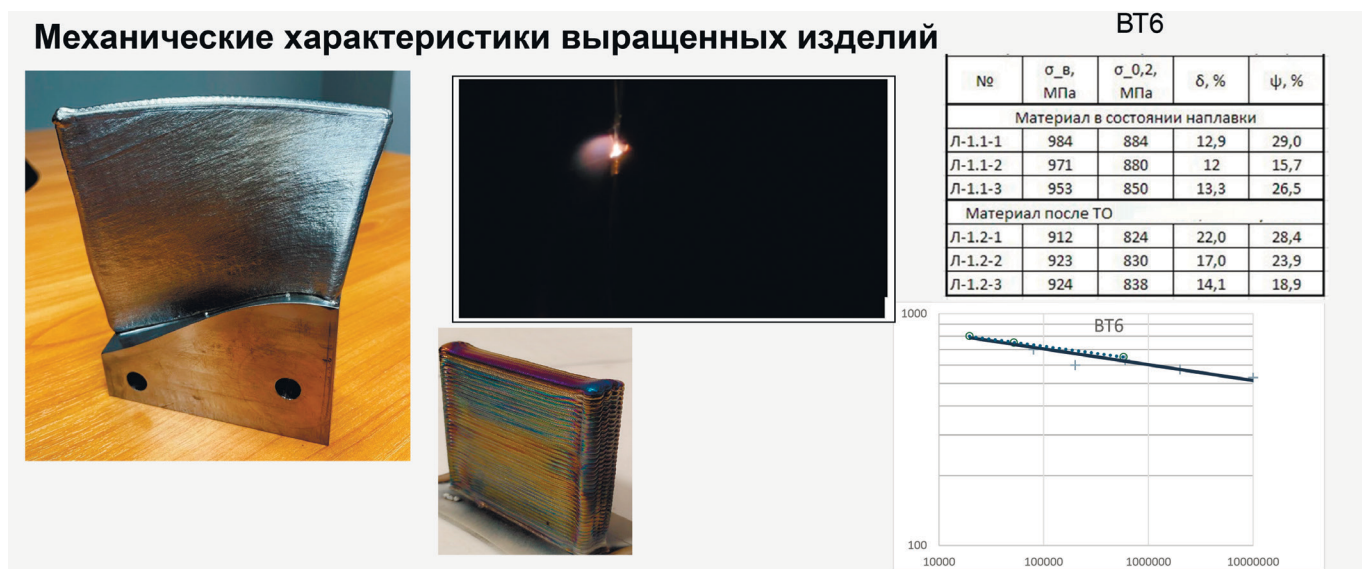 Механические характеристики выращенных изделий
ВТ6
№ σ_в, МПа σ_0,2, МПа δ, % ψ, %
Материал в состоянии наплавки
Л-1.1-1 984 884 12,9 29,0
Л-1.1-2 971 880 12 15,7
Л-1.1-3 953 850 13,3 26,5
Материал после ТО
Л-1.2-1 912 824 22,0 28,4
Л-1.2-2 923 830 17,0 23,9
Л-1.2-3 924 838 14,1 18,9
1000
ВТ6
100
10000 100000 1000000 10000000